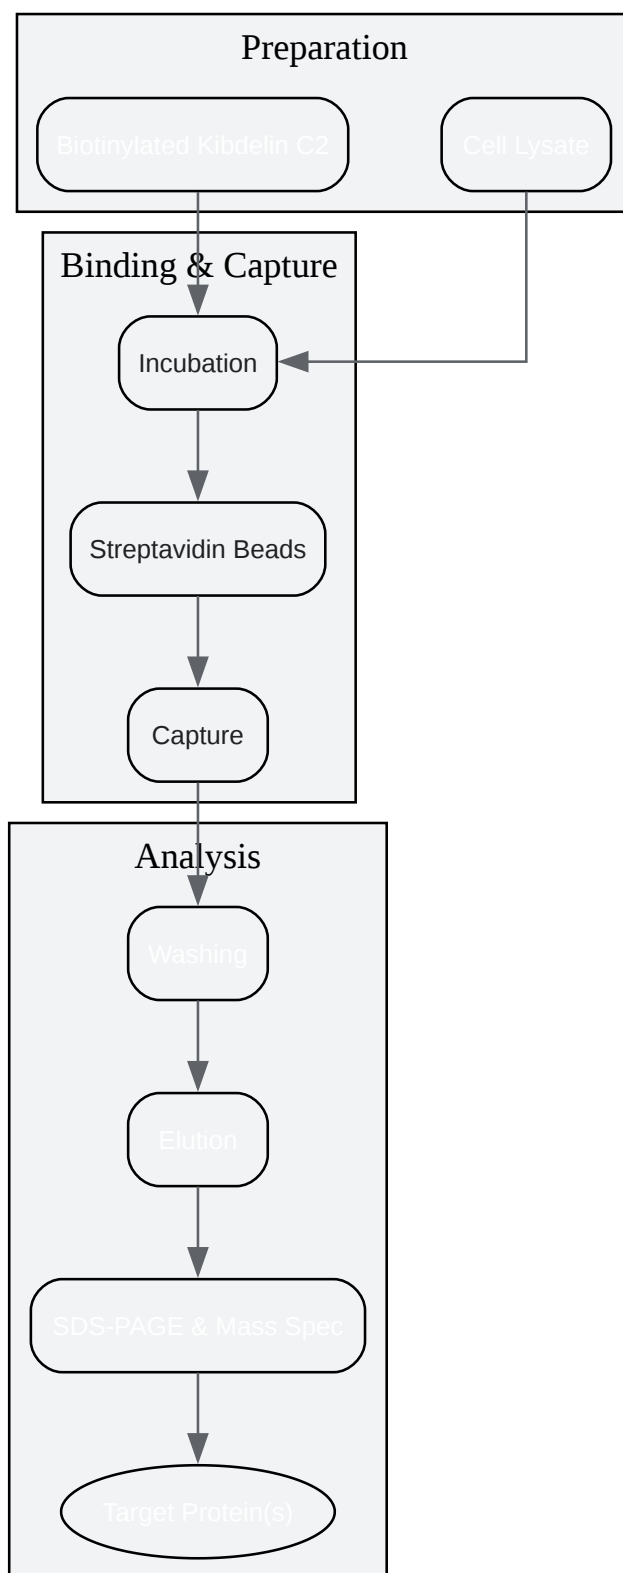 Preparation
Biotinylated Kibdelin C2
Cell Lysate
Binding & Capture
Incubation
Streptavidin Beads
Capture
Analysis
Washing
Elution
SDS-PAGE & Mass Spec
Target Protein(s)